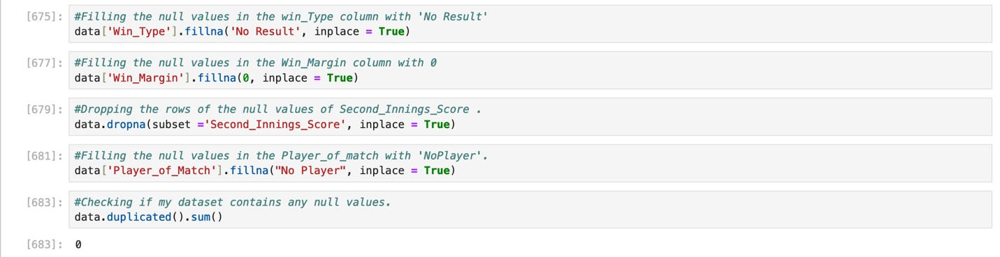 [675]: #Filling the null values in the win_Type column with 'No Result'
data['Win_Type'].fillna('No Result', inplace = True)
[677]: #Filling the null values in the Win_Margin column with 0
data['Win_Margin'].fillna(0, inplace = True)
[679]: #Dropping the rows of the null values of Second_Innings_Score .
data.dropna(subset ='Second_Innings_Score', inplace = True)
[681]: #Filling the null values in the Player_of_match with 'NoPlayer'.
data['Player_of_Match'].fillna("No Player", inplace = True)
[683]: #Checking if my dataset contains any null values.
data.duplicated().sum()
[683]: 0